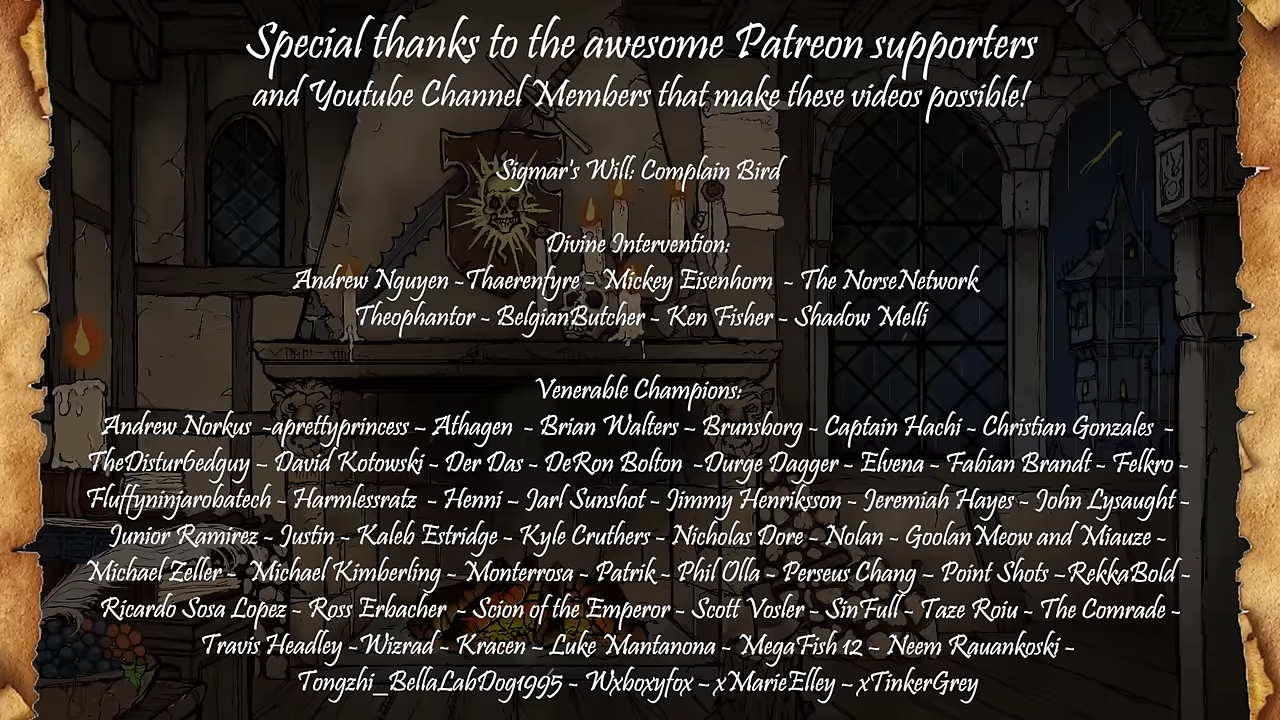 Special thanks to the awesome Patreon supporters
and Youtube Channel Members that make these videos possible!
Sigmar's Will: Complain Bird
Divine Intervention:
Andrew Nguyen - Thaerenfyre - Mickey Eisenhorn - The NorseNetwork
Theophantor - BelgianButcher - Ken Fisher - Shadow Melli
Venerable Champions:
Andrew Norkus -aprettyprincess - Athagen - Brian Walters - Brunsborg - Captain Hachi - Christian Gonzales -
TheDisturbedguy - David Kotowski - Der Das - DeRon Bolton -Durge Dagger - Elvena - Fabian Brandt - Felkro -
Fluffyninjarobatech - Harmlessratz - Henni - Jarl Sunshot - Jimmy Henriksson - Jeremiah Hayes - John Lysaught -
Junior Ramirez - Justin - Kaleb Estridge - Kyle Cruthers - Nicholas Dore - Nolan - Goolan Meow and Miauze -
Michael Zeller - Michael Kimberling - Monterrosa - Patrik - Phil Olla - Perseus Chang - Point Shots -RekkaBold -
Ricardo Sosa Lopez - Ross Erbacher - Scion of the Emperor - Scott Vosler - SinFull - Taze Roiu - The Comrade -
Travis Headley -Wizrad - Kracen - Luke Mantanona - MegaFish 12 - Neem Rauankoski -
Tongzhi_BellaLabDog1995 - Wxboxyfox - xMarieElley - xTinkerGrey